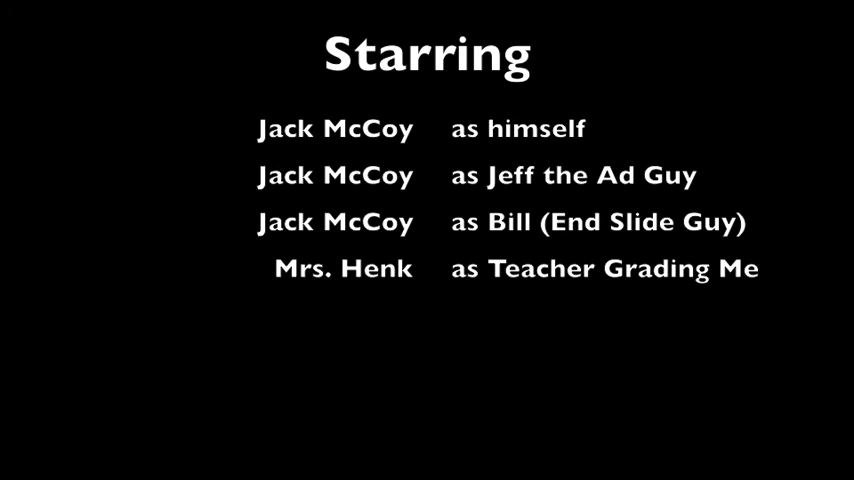 Starring
Jack McCoy as himself
Jack McCoy as Jeff the Ad Guy
Jack McCoy as Bill (End Slide Guy)
Mrs. Henk as Teacher Grading Me